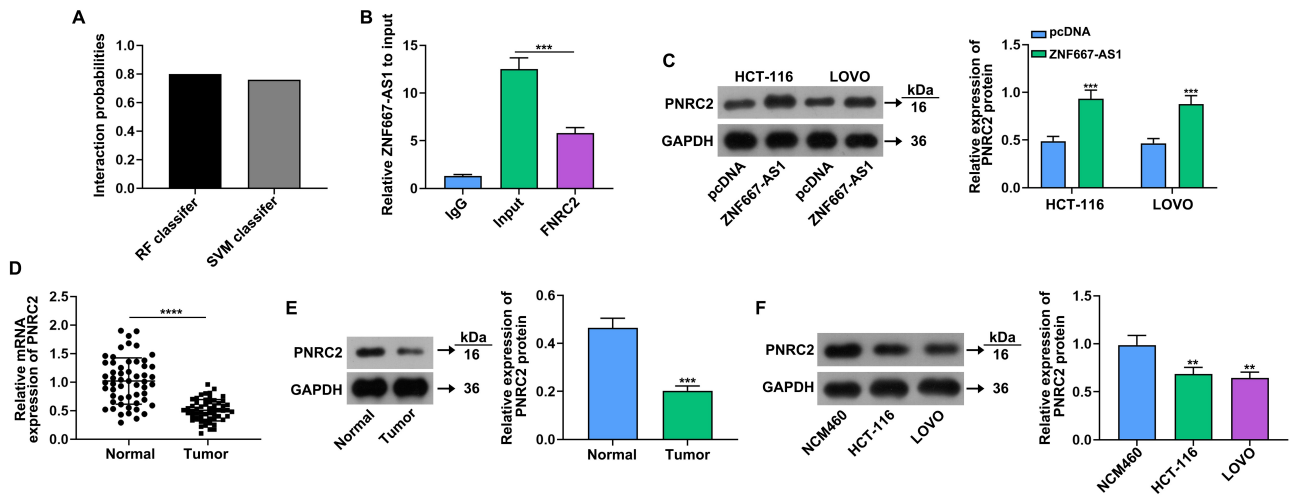 A
Interaction probabilities
1.0
0.8
0.6
0.4
0.2
0.0
RF classifer
SVM classifer
B
Relative ZNF667-AS1 to input
15
10
5
0
***
IgG
Input
FNRC2
C
HCT-116 LOVO
kDa
PNRC2
16
GAPDH
36
pcDNA
ZNF667-AS1
pcDNA
ZNF667-AS1
pcDNA
ZNF667-AS1
Relative expression of
PNRC2 protein
1.5
1.0
0.5
0.0
***
***
HCT-116
LOVO
D
Relative mRNA
expression of PNRC2
2.5
2.0
1.5
1.0
0.5
0.0
****
Normal
Tumor
E
kDa
PNRC2
16
GAPDH
36
Normal
Tumor
Relative expression of
PNRC2 protein
0.6
0.4
0.2
0.0
***
Normal
Tumor
F
kDa
PNRC2
16
GAPDH
36
NCM460
HCT-116
LOVO
Relative expression of
PNRC2 protein
1.5
1.0
0.5
0.0
**
**
NCM460
HCT-116
LOVO